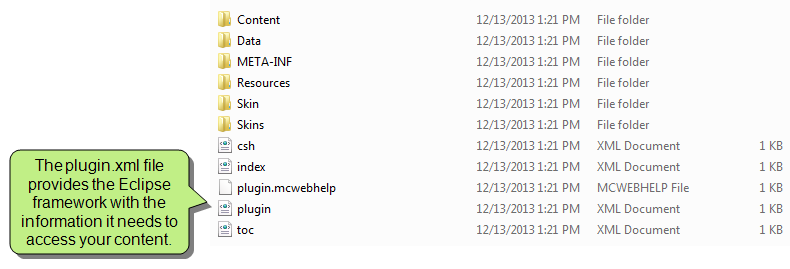 Content 12/13/2013 1:21 PM File folder
Data 12/13/2013 1:21 PM File folder
META-INF 12/13/2013 1:21 PM File folder
Resources 12/13/2013 1:21 PM File folder
Skin 12/13/2013 1:21 PM File folder
Skins 12/13/2013 1:21 PM File folder
csh 12/13/2013 1:21 PM XML Document 1 KB
index 12/13/2013 1:21 PM XML Document 1 KB
plugin.mcwebhelp 12/13/2013 1:21 PM MCWEBHELP File 1 KB
plugin 12/13/2013 1:21 PM XML Document 1 KB
toc 12/13/2013 1:21 PM XML Document 1 KB
The plugin.xml file
provides the Eclipse
framework with the
information it needs to
access your content.